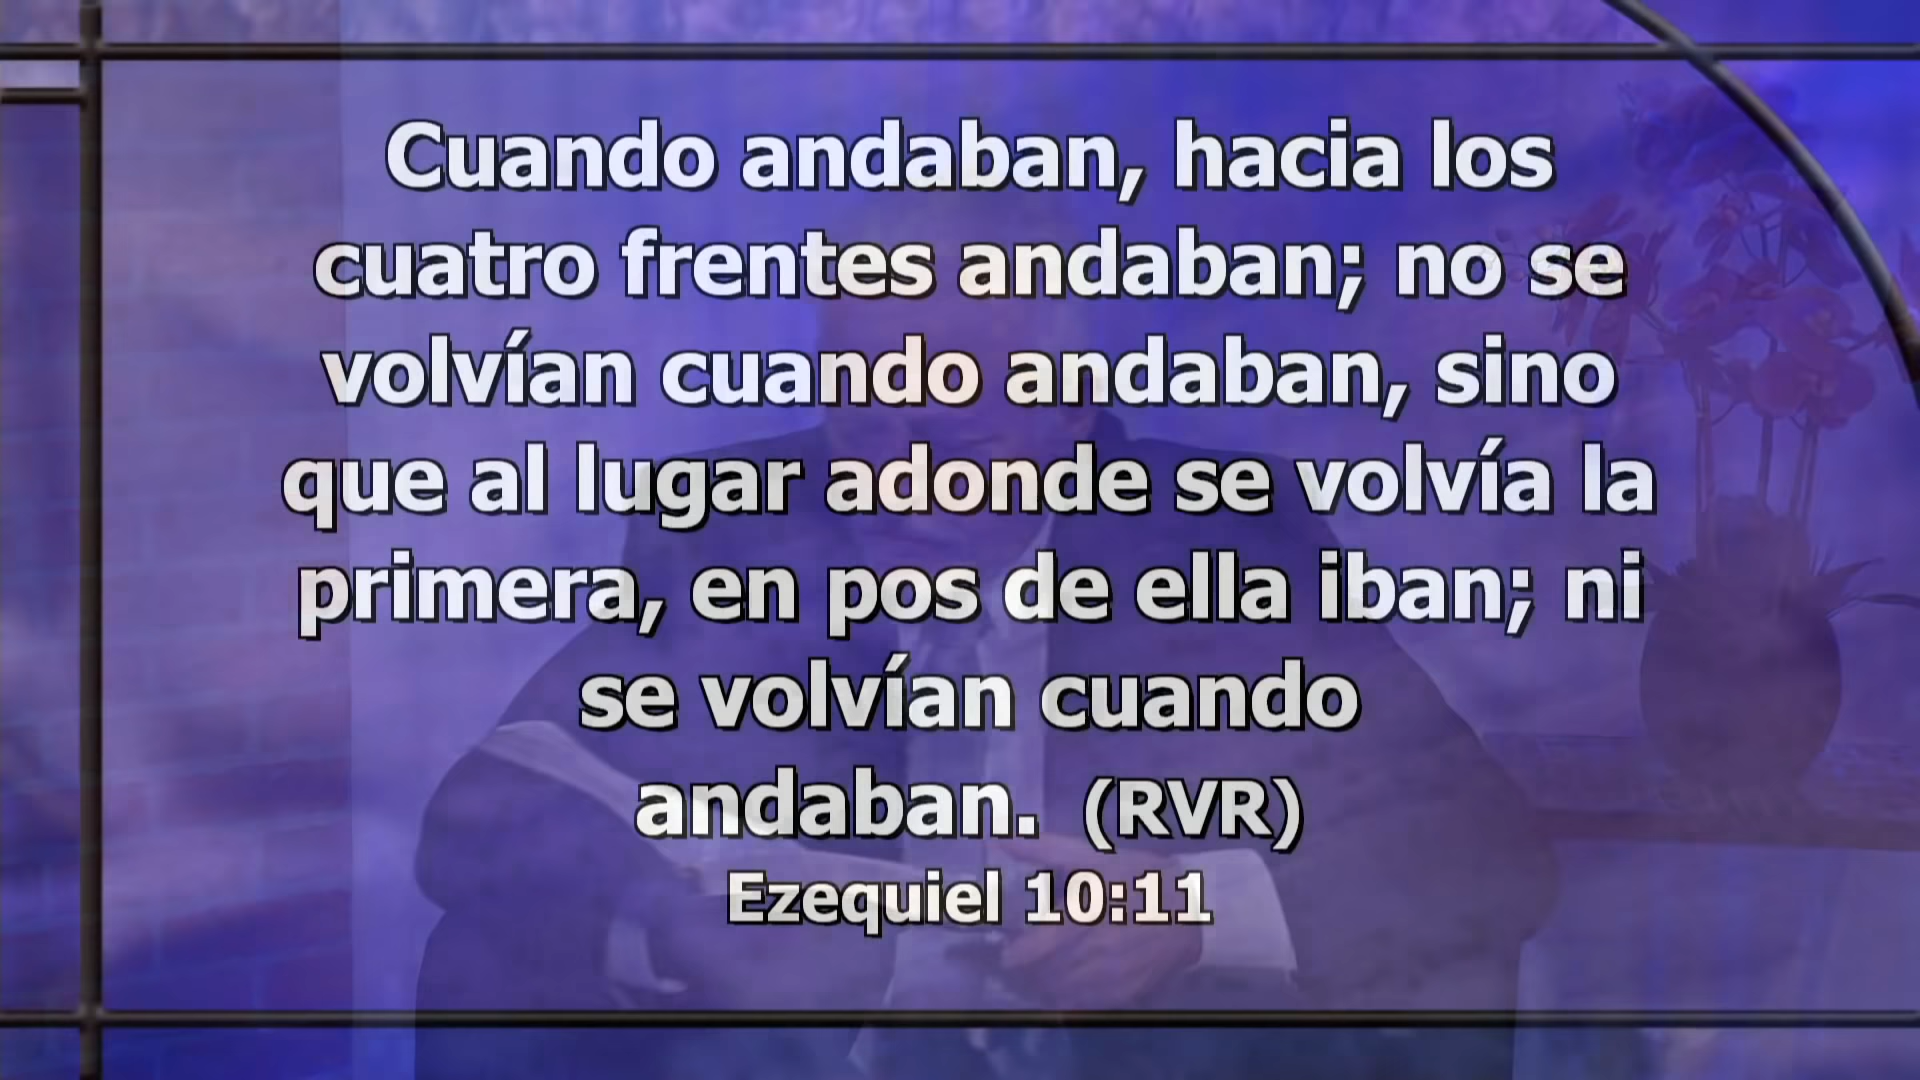 Cuando andaban, hacia los
cuatro frentes andaban; no se
volvían cuando andaban, sino
que al lugar adonde se volvía la
primera, en pos de ella iban; ni
se volvían cuando
andaban. (RVR)
Ezequiel 10:11